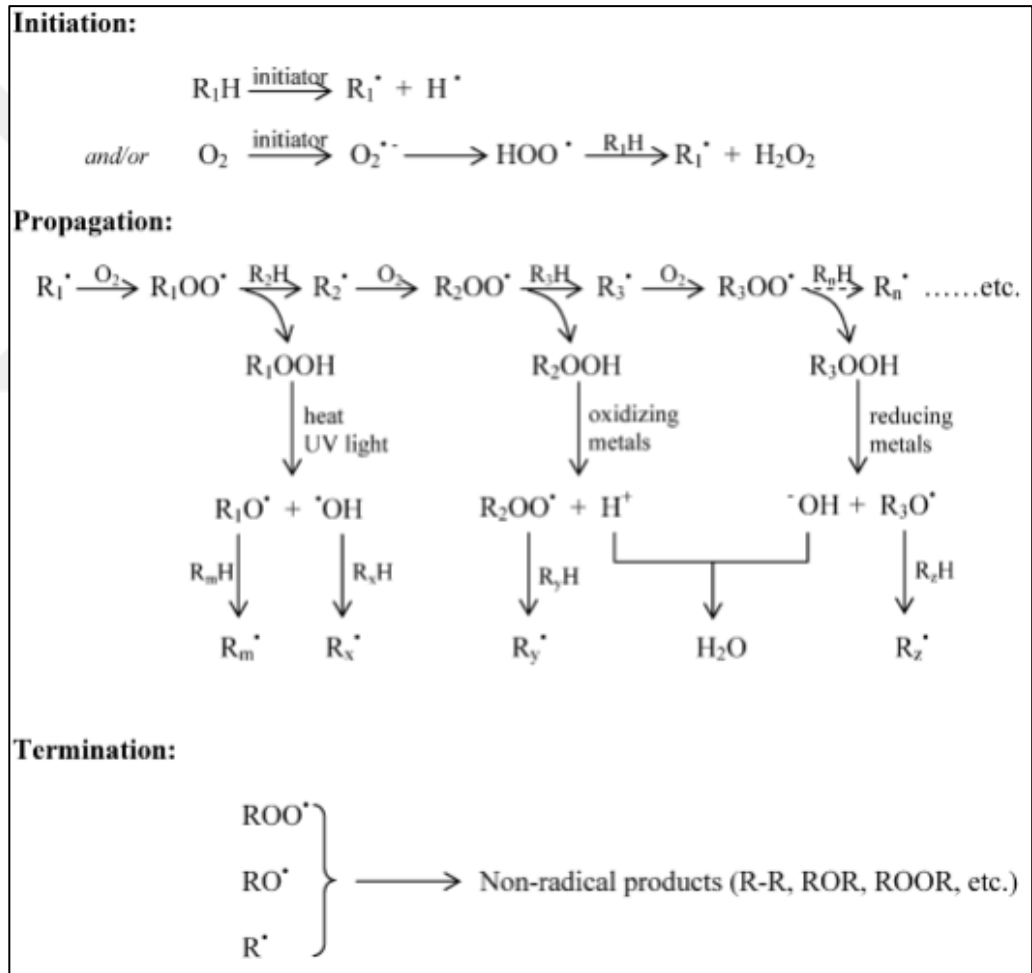 Initiation:
R₁H initiator R₁• + H•
and/or O₂ initiator O₂•- HOO• R₁H R₁• + H₂O₂
Propagation:
R₁• O₂ R₁OO• R₂H R₂• O₂ R₂OO• R₃H R₃• O₂ R₃OO• RₙH Rₙ• ......etc.
R₁OOH R₂OOH R₃OOH
heat oxidizing reducing
UV light metals metals
R₁O• + •OH R₂OO• + H⁺ ⁻OH + R₃O•
RₘH RₓH RᵧH R_zH
Rₘ• Rₓ• Rᵧ• H₂O R_z•
Termination:
ROO•
RO• Non-radical products (R-R, ROR, ROOR, etc.)
R•